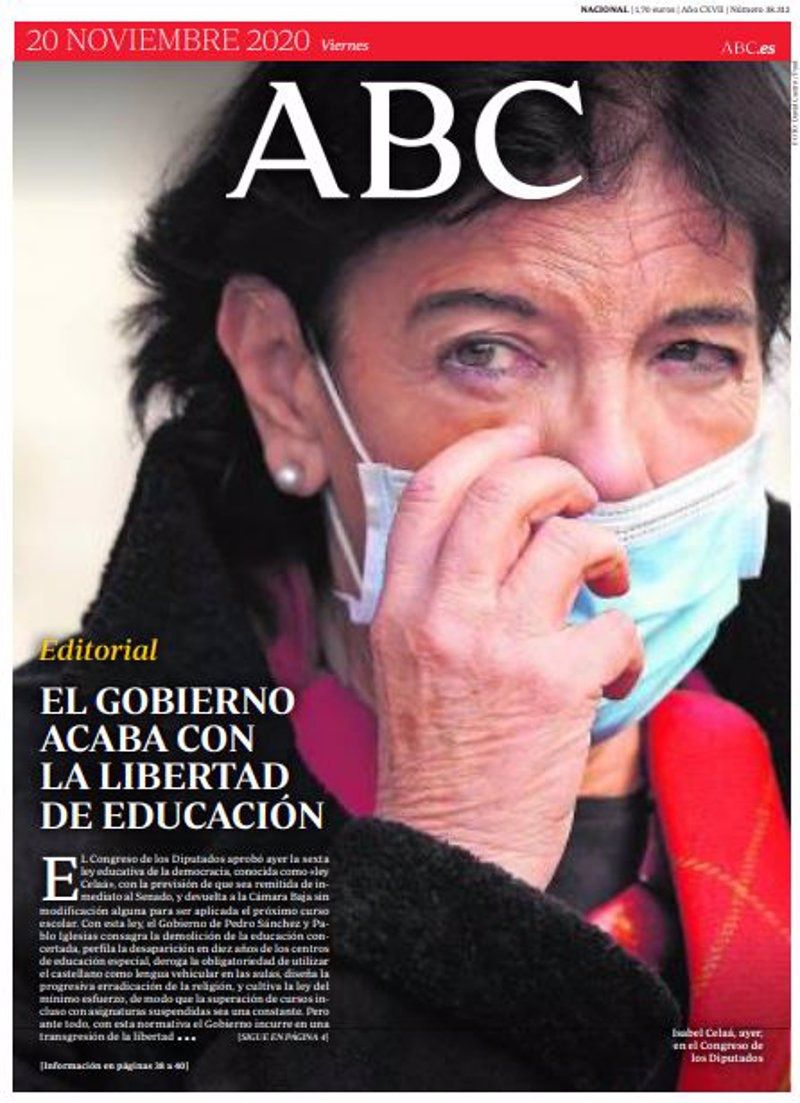 NACIONAL | 1,70 euros | Año CXVII | Número 38.312
20 NOVIEMBRE 2020 Viernes
ABC.es
ABC
Editorial
EL GOBIERNO
ACABA CON
LA LIBERTAD
DE EDUCACIÓN
EL Congreso de los Diputados aprobó ayer la sexta
ley educativa de la democracia, conocida como «ley
Celaá», con la previsión de que sea remitida de in-
mediato al Senado, y devuelta a la Cámara Baja sin
modificación alguna para ser aplicada el próximo curso
escolar. Con esta ley, el Gobierno de Pedro Sánchez y Pa-
blo Iglesias consagra la demolición de la educación con-
certada, perfila la desaparición en diez años de los centros
de educación especial, deroga la obligatoriedad de utilizar
el castellano como lengua vehicular en las aulas, diseña la
progresiva erradicación de la religión, y cultiva la ley del
mínimo esfuerzo, de modo que la superación de cursos in-
cluso con asignaturas suspendidas sea una constante. Pero
ante todo, con esta normativa el Gobierno incurre en una
transgresión de la libertad ... [SIGUE EN PÁGINA 4]
[Información en páginas 38 a 40]
Isabel Celaá, ayer,
en el Congreso de
los Diputados